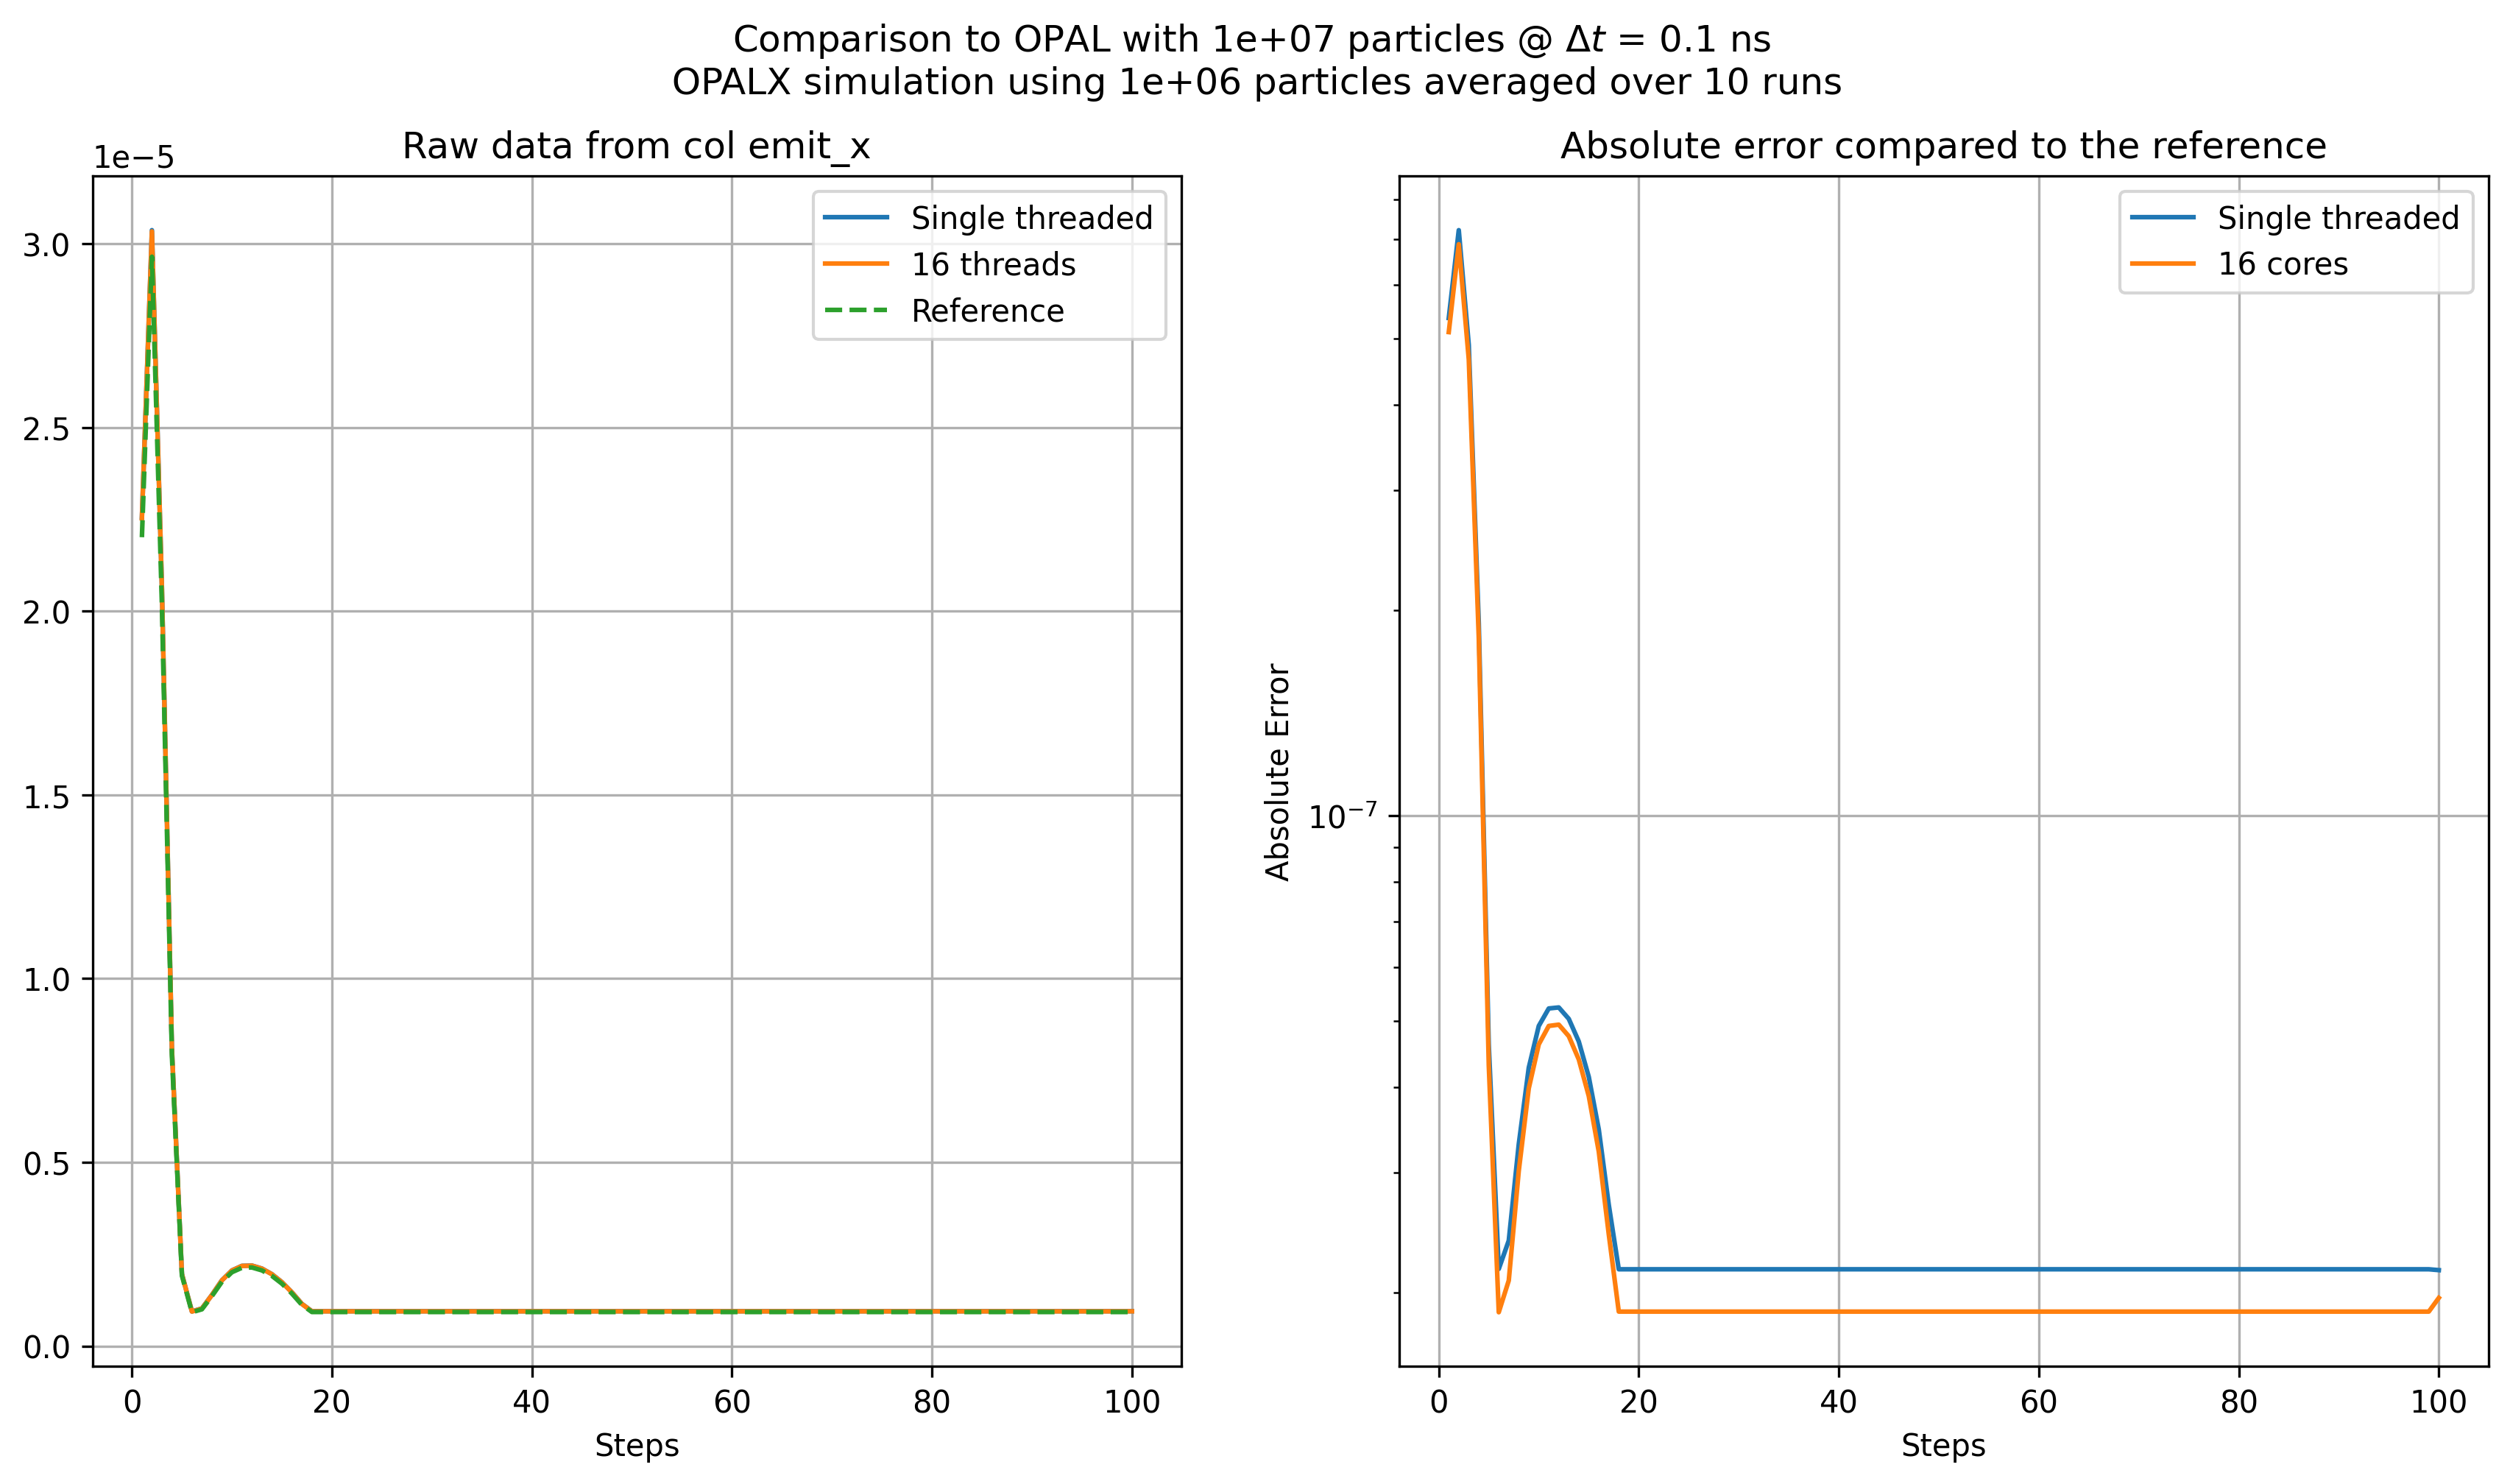 Comparison to OPAL with 1e+07 particles @ Δt = 0.1 ns
OPALX simulation using 1e+06 particles averaged over 10 runs
Raw data from col emit_x
1e−5
3.0
2.5
2.0
1.5
1.0
0.5
0.0
0 20 40 60 80 100
Steps
Single threaded
16 threads
Reference
Absolute error compared to the reference
Absolute Error
10⁻⁷
0 20 40 60 80 100
Steps
Single threaded
16 cores